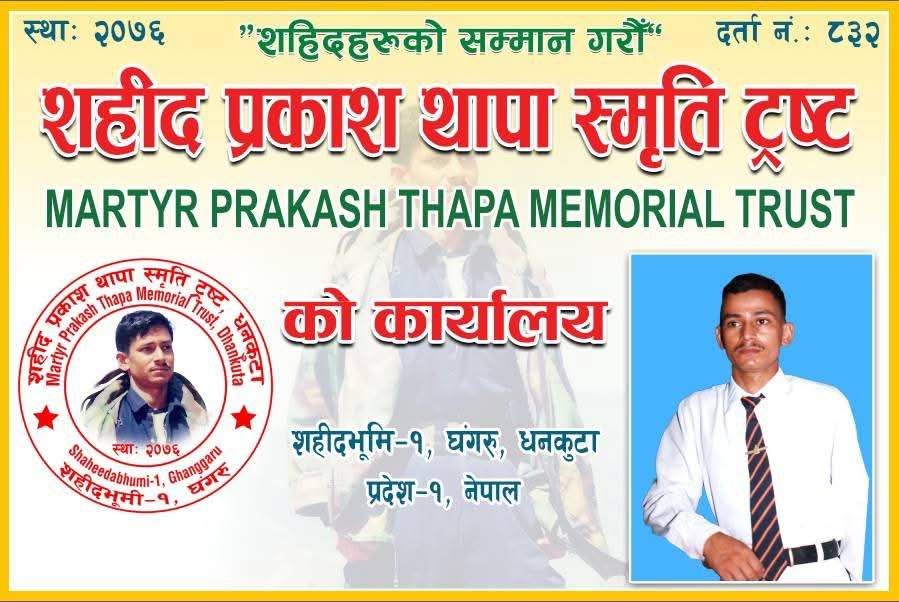 स्था: २०७६
"शहिदहरुको सम्मान गरौँ"
दर्ता नं.: ८३२
शहीद प्रकाश थापा स्मृति ट्रष्ट
MARTYR PRAKASH THAPA MEMORIAL TRUST
को कार्यालय
शहीदभूमि-१, घंगरु, धनकुटा
प्रदेश-१, नेपाल
शहीद प्रकाश थापा स्मृति ट्रष्ट, धनकुटा
Martyr Prakash Thapa Memorial Trust, Dhankuta
स्था: २०७६
Shaheedabhumi-1, Ghanggaru
शहीदभूमी-१, घंगरु